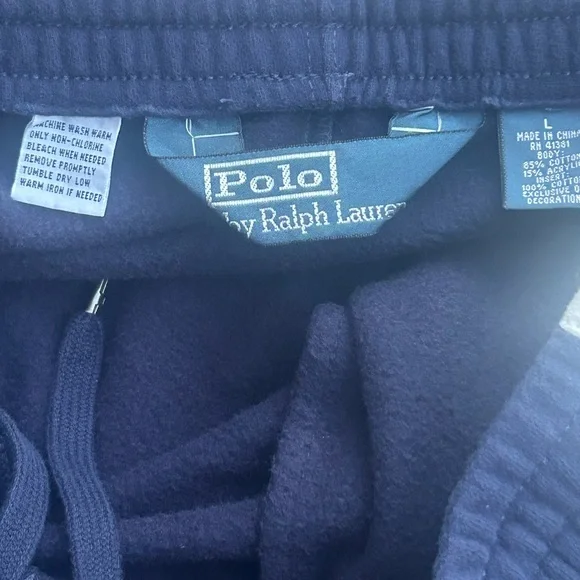 MACHINE WASH WARM
ONLY NON-CHLORINE
BLEACH WHEN NEEDED
REMOVE PROMPTLY
TUMBLE DRY LOW
WARM IRON IF NEEDED
Polo
by Ralph Lauren
L
MADE IN CHINA
RN 41381
BODY:
85% COTTON
15% ACRYLIC
INSERT:
100% COTTON
EXCLUSIVE OF
DECORATION